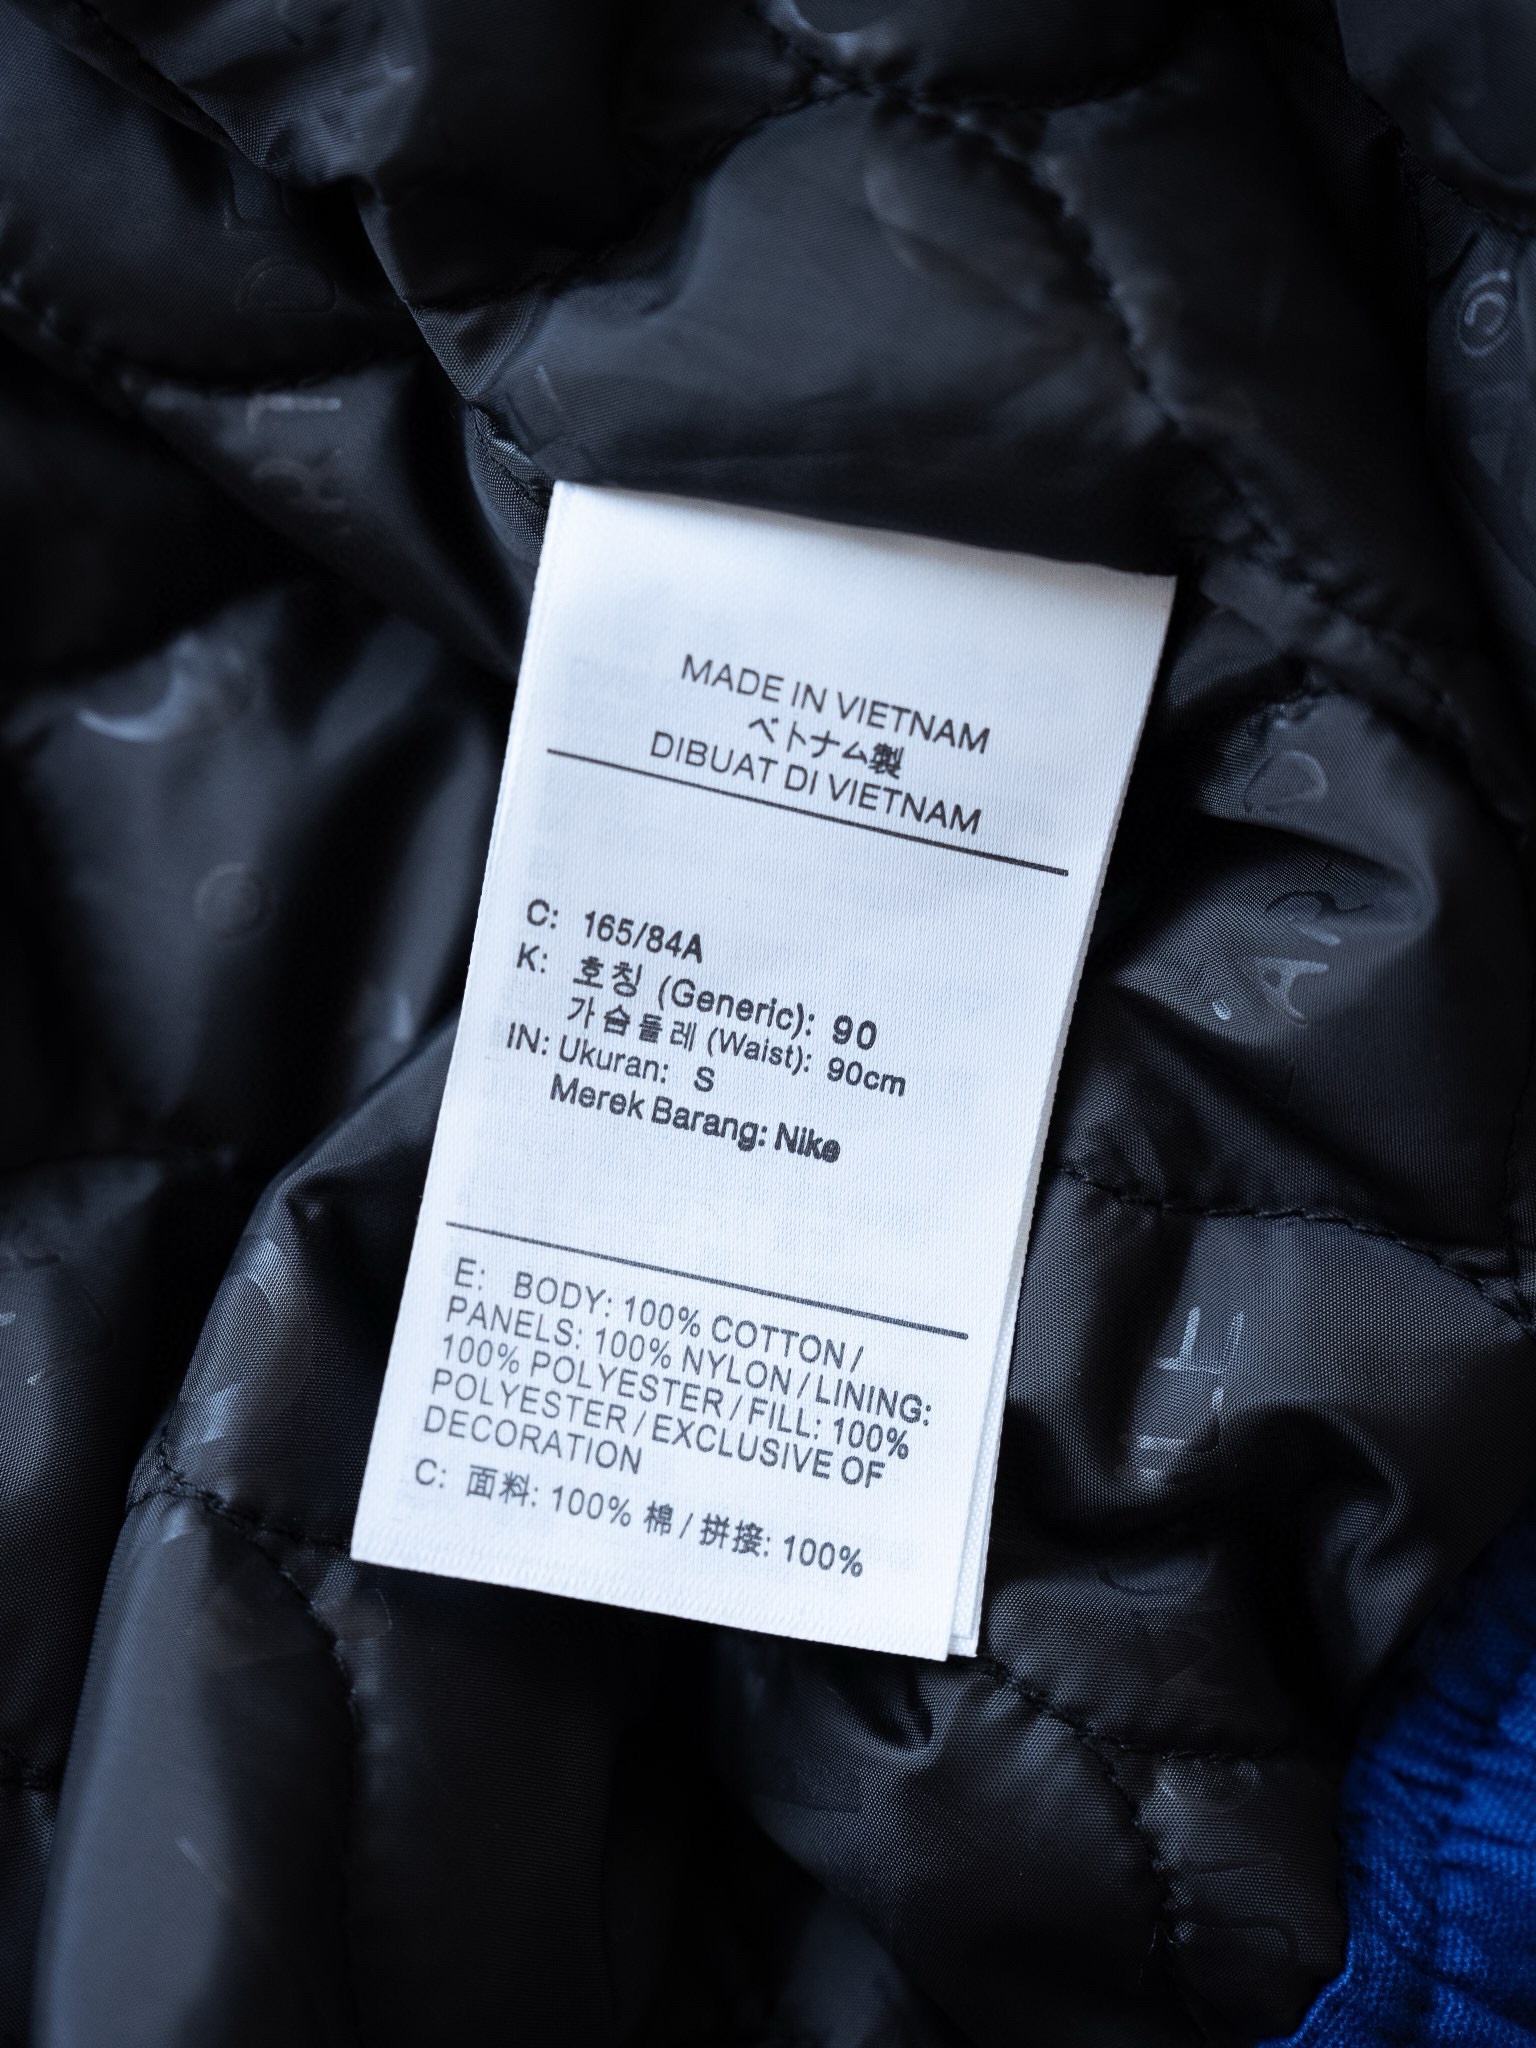 MADE IN VIETNAM
ベトナム製
DIBUAT DI VIETNAM
C: 165/84A
K: 호칭 (Generic): 90
가슴둘레 (Waist): 90cm
IN: Ukuran: S
Merek Barang: Nike
E: BODY: 100% COTTON /
PANELS: 100% NYLON / LINING:
100% POLYESTER / FILL: 100%
POLYESTER / EXCLUSIVE OF
DECORATION
C: 面料: 100% 棉 / 拼接: 100%